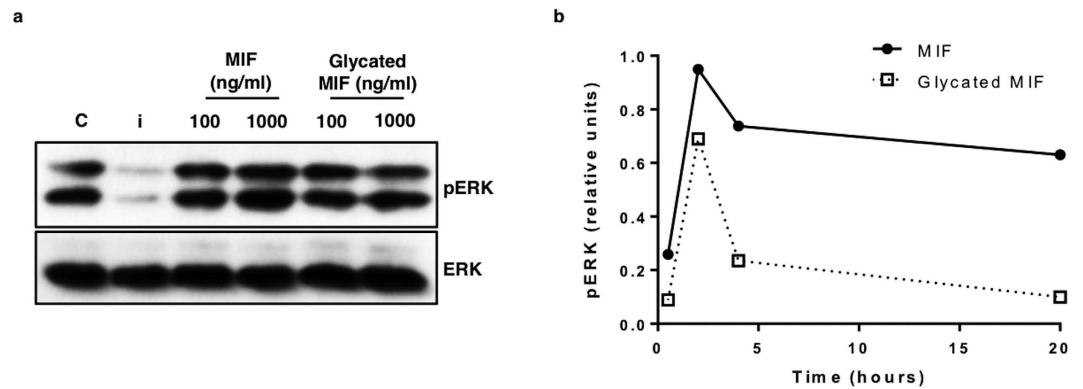 a
MIF
(ng/ml)
Glycated
MIF (ng/ml)
C i 100 1000 100 1000
pERK
ERK
b
MIF
Glycated MIF
pERK (relative units)
1.0
0.8
0.6
0.4
0.2
0.0
0 5 10 15 20
Time (hours)